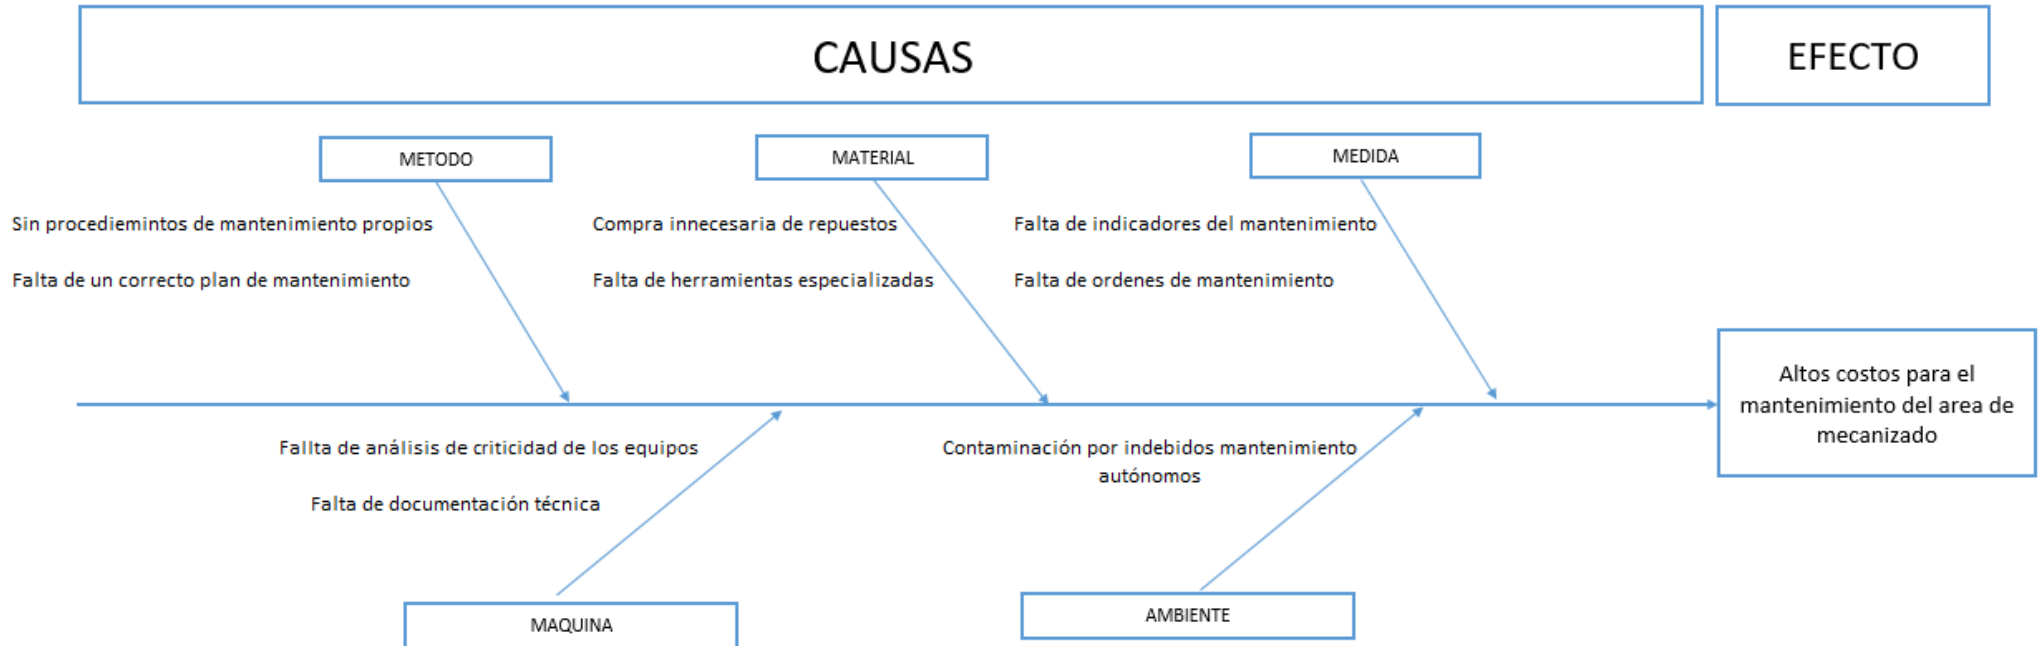 CAUSAS
EFECTO
METODO
MATERIAL
MEDIDA
Sin procediemintos de mantenimiento propios
Falta de un correcto plan de mantenimiento
Compra innecesaria de repuestos
Falta de herramientas especializadas
Falta de indicadores del mantenimiento
Falta de ordenes de mantenimiento
Altos costos para el
mantenimiento del area de
mecanizado
Fallta de análisis de criticidad de los equipos
Falta de documentación técnica
Contaminación por indebidos mantenimiento
autónomos
MAQUINA
AMBIENTE